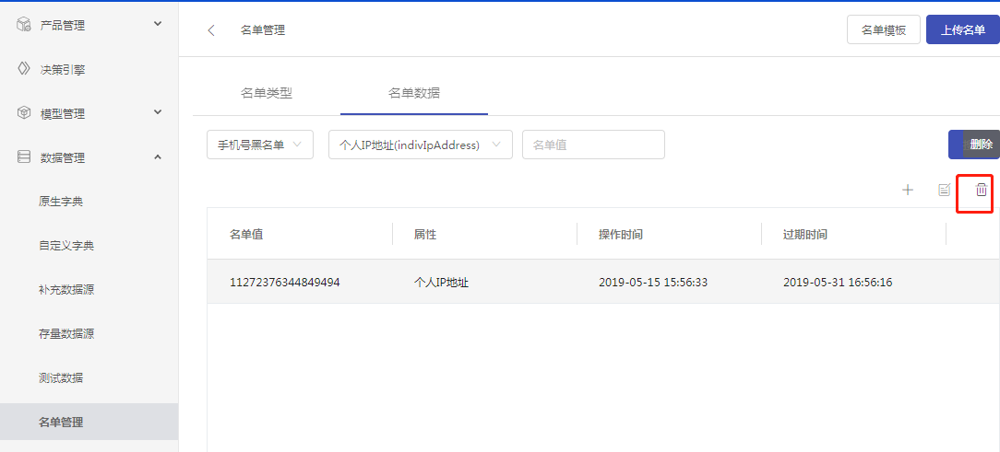 产品管理
决策引擎
模型管理
数据管理
原生字典
自定义字典
补充数据源
存量数据源
测试数据
名单管理
名单管理
名单模板
上传名单
名单类型
名单数据
手机号黑名单
个人IP地址(indivIpAddress)
名单值
删除
名单值 属性 操作时间 过期时间
11272376344849494 个人IP地址 2019-05-15 15:56:33 2019-05-31 16:56:16